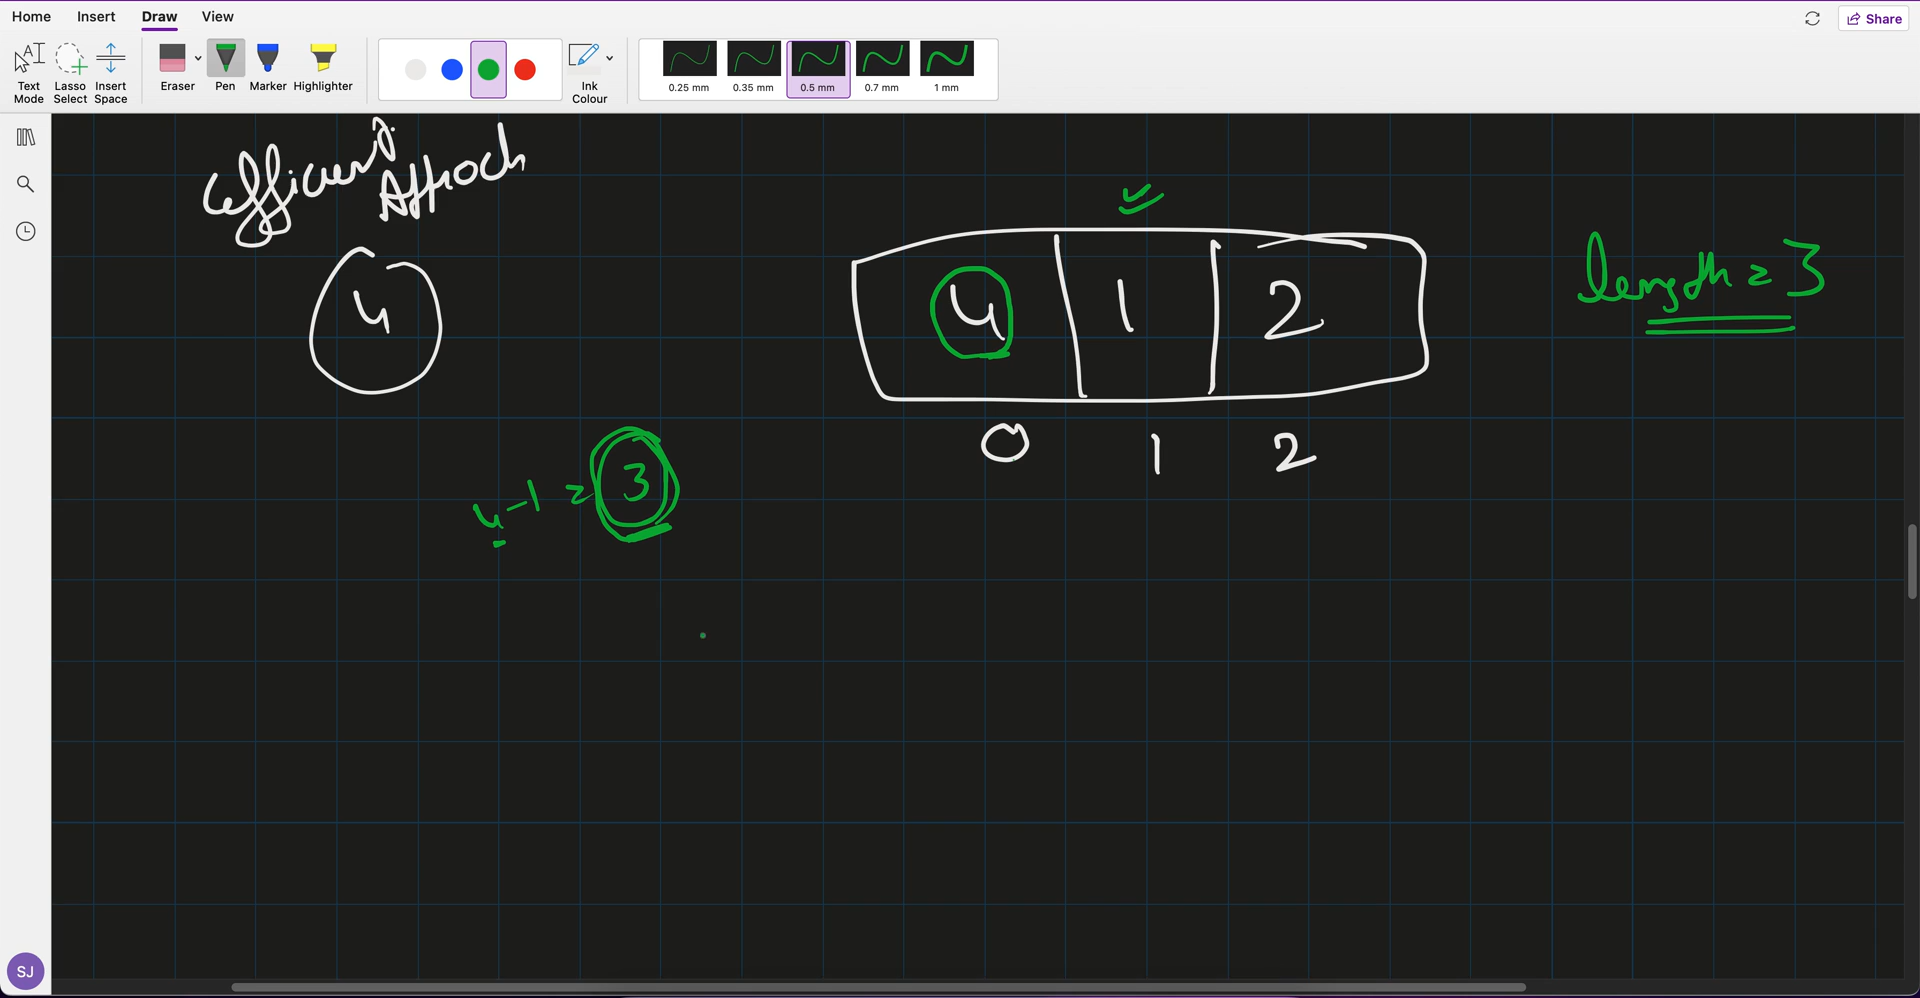 Home Insert Draw View
Share
Text Mode
Lasso Select
Insert Space
Eraser
Pen
Marker
Highlighter
Ink Colour
0.25 mm
0.35 mm
0.5 mm
0.7 mm
1 mm
Efficient
Approch
4
4 1 2
length = 3
0 1 2
4-1 = 3
SJ